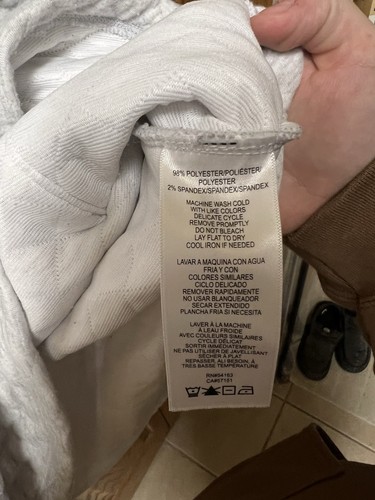 98% POLYESTER/POLIÉSTER/
POLYESTER
2% SPANDEX/SPANDEX/SPANDEX
MACHINE WASH COLD
WITH LIKE COLORS
DELICATE CYCLE
REMOVE PROMPTLY
DO NOT BLEACH
LAY FLAT TO DRY
COOL IRON IF NEEDED
LAVAR A MAQUINA CON AGUA
FRIA Y CON
COLORES SIMILARES
CICLO DELICADO
REMOVER RAPIDAMENTE
NO USAR BLANQUEADOR
SECAR EXTENDIDO
PLANCHA FRIA SI NECESITA
LAVER À LA MACHINE
À L'EAU FROIDE
AVEC COULEURS SIMILAIRES
CYCLE DÉLICAT
SORTIR IMMÉDIATEMENT
NE PAS UTILISER DE JAVELLISANT
SÉCHER À PLAT
REPASSER, AU BESOIN, À
TRÈS BASSE TEMPÉRATURE